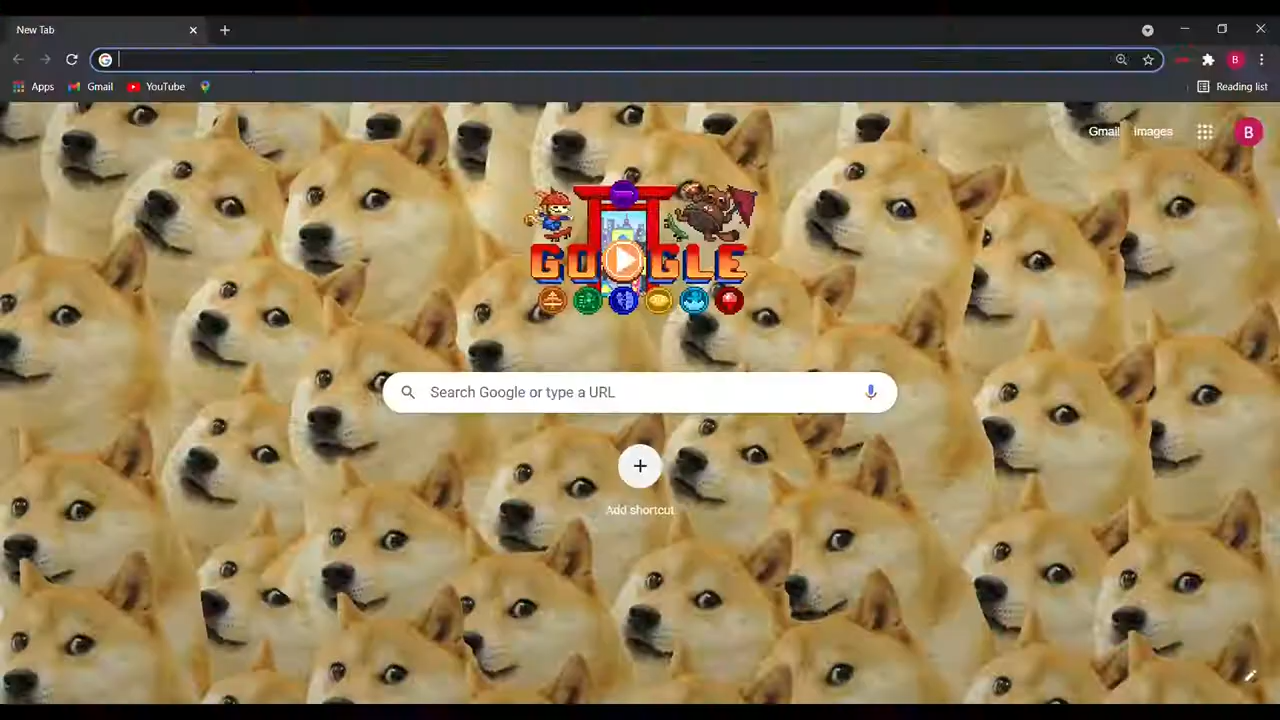 New Tab
Apps
Gmail
YouTube
Reading list
Gmail
Images
B
GOOGLE
Search Google or type a URL
Add shortcut